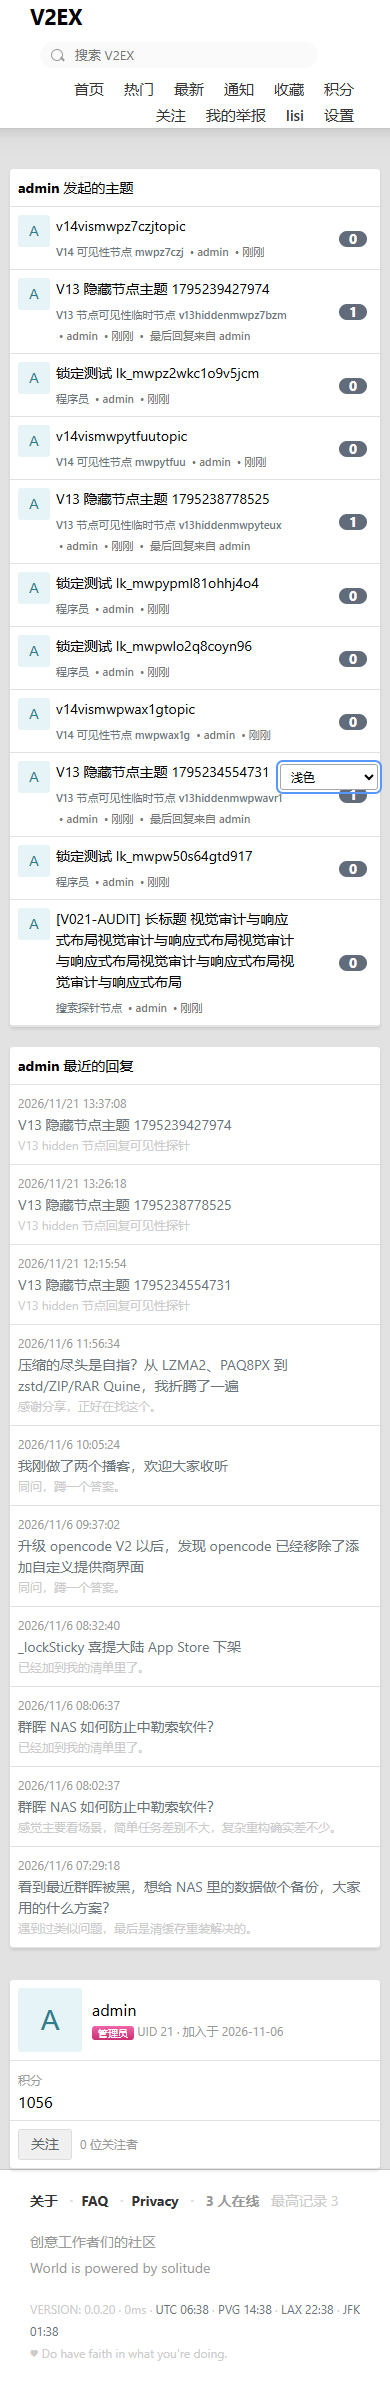 V2EX
搜索 V2EX
首页 热门 最新 通知 收藏 积分
关注 我的举报 lisi 设置
admin 发起的主题
A
v14vismwpz7czjtopic
V14 可见性节点 mwpz7czj • admin • 刚刚
0
A
V13 隐藏节点主题 1795239427974
V13 节点可见性临时节点 v13hiddenmwpz7bzm
• admin • 刚刚 • 最后回复来自 admin
1
A
锁定测试 lk_mwpz2wkc1o9v5jcm
程序员 • admin • 刚刚
0
A
v14vismwpytfuutopic
V14 可见性节点 mwpytfuu • admin • 刚刚
0
A
V13 隐藏节点主题 1795238778525
V13 节点可见性临时节点 v13hiddenmwpyteux
• admin • 刚刚 • 最后回复来自 admin
1
A
锁定测试 lk_mwpypml81ohhj4o4
程序员 • admin • 刚刚
0
A
锁定测试 lk_mwpwlo2q8coyn96
程序员 • admin • 刚刚
0
A
v14vismwpwax1gtopic
V14 可见性节点 mwpwax1g • admin • 刚刚
0
A
V13 隐藏节点主题 1795234554731
浅色
V13 节点可见性临时节点 v13hiddenmwpwavr1
• admin • 刚刚 • 最后回复来自 admin
1
A
锁定测试 lk_mwpw50s64gtd917
程序员 • admin • 刚刚
0
A
[V021-AUDIT] 长标题 视觉审计与响应
式布局视觉审计与响应式布局视觉审计
与响应式布局视觉审计与响应式布局视
觉审计与响应式布局
搜索探针节点 • admin • 刚刚
0
admin 最近的回复
2026/11/21 13:37:08
V13 隐藏节点主题 1795239427974
V13 hidden 节点回复可见性探针
2026/11/21 13:26:18
V13 隐藏节点主题 1795238778525
V13 hidden 节点回复可见性探针
2026/11/21 12:15:54
V13 隐藏节点主题 1795234554731
V13 hidden 节点回复可见性探针
2026/11/6 11:56:34
压缩的尽头是自指？从 LZMA2、PAQ8PX 到
zstd/ZIP/RAR Quine，我折腾了一遍
感谢分享，正好在找这个。
2026/11/6 10:05:24
我刚做了两个播客，欢迎大家收听
同问，蹲一个答案。
2026/11/6 09:37:02
升级 opencode V2 以后，发现 opencode 已经移除了添
加自定义提供商界面
同问，蹲一个答案。
2026/11/6 08:32:40
_lockSticky 喜提大陆 App Store 下架
已经加到我的清单里了。
2026/11/6 08:06:37
群晖 NAS 如何防止中勒索软件？
已经加到我的清单里了。
2026/11/6 08:02:37
群晖 NAS 如何防止中勒索软件？
感觉主要看场景，简单任务差别不大，复杂重构确实差不少。
2026/11/6 07:29:18
看到最近群晖被黑，想给 NAS 里的数据做个备份，大家
用的什么方案？
遇到过类似问题，最后是清缓存重装解决的。
A
admin
管理员 UID 21 · 加入于 2026-11-06
积分
1056
关注 0 位关注者
关于 · FAQ · Privacy · 3 人在线 最高记录 3
创意工作者们的社区
World is powered by solitude
VERSION: 0.0.20 · 0ms · UTC 06:38 · PVG 14:38 · LAX 22:38 · JFK
01:38
♥ Do have faith in what you're doing.